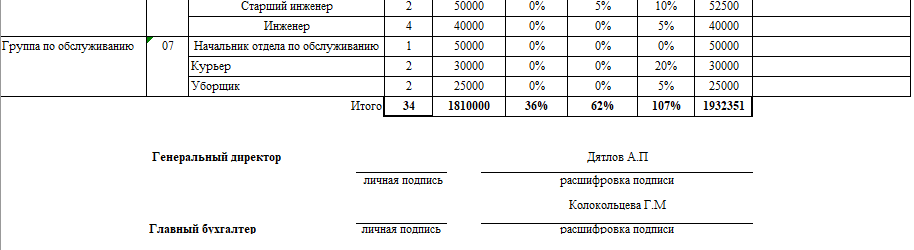 Старший инженер 2 50000 0% 5% 10% 52500
Инженер 4 40000 0% 0% 5% 40000
Группа по обслуживанию 07 Начальник отдела по обслуживанию 1 50000 0% 0% 0% 50000
Курьер 2 30000 0% 0% 20% 30000
Уборщик 2 25000 0% 0% 5% 25000
Итого 34 1810000 36% 62% 107% 1932351
Генеральный директор Дятлов А.П
личная подпись расшифровка подписи
Колокольцева Г.М
Главный бухгалтер личная подпись расшифровка подписи